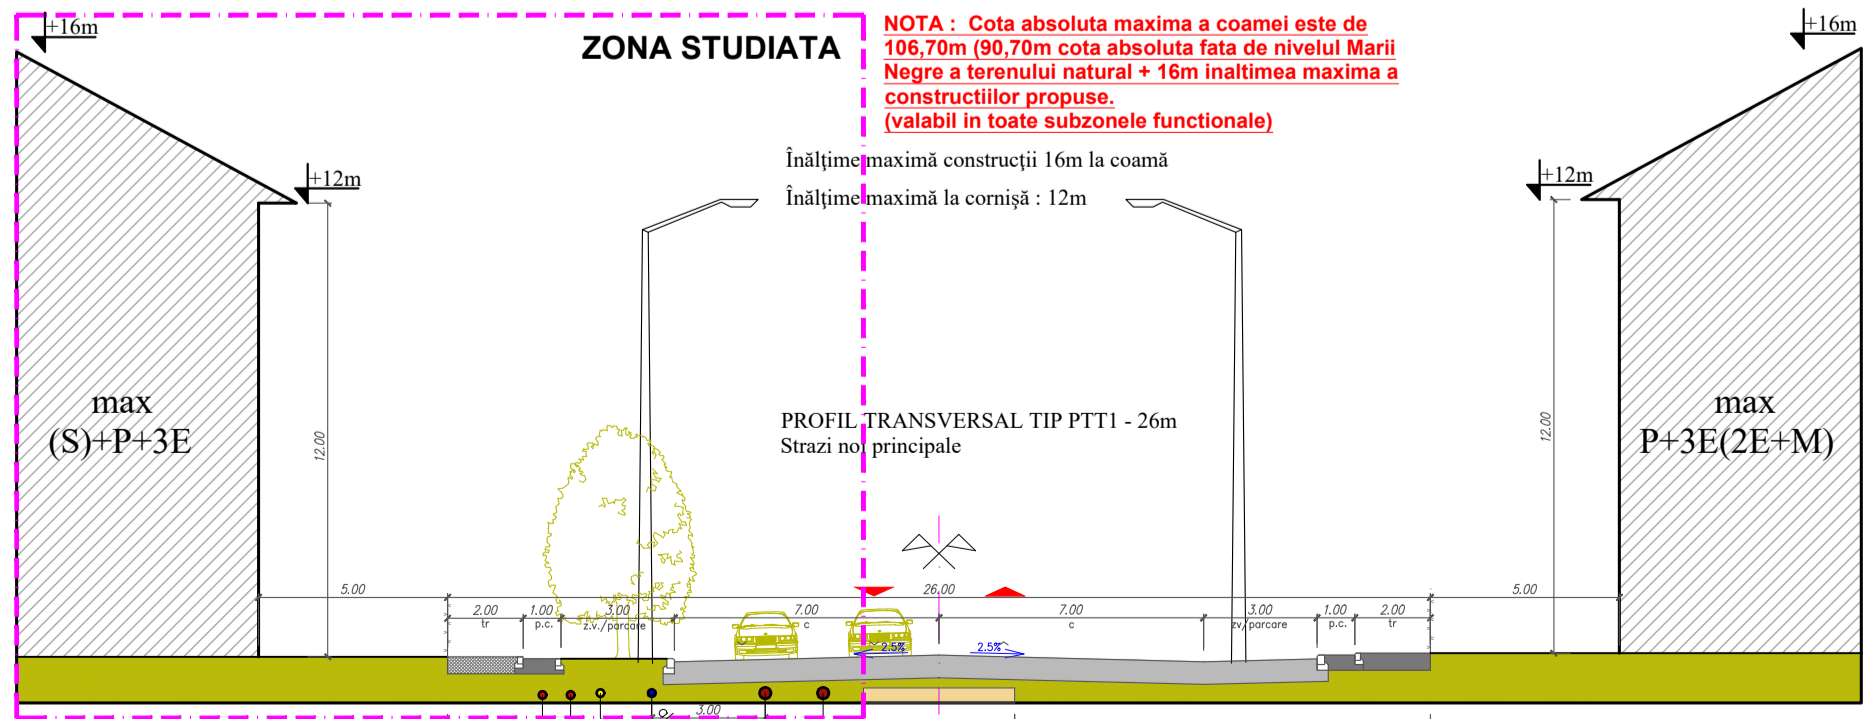 +16m
ZONA STUDIATA
NOTA : Cota absoluta maxima a coamei este de
106,70m (90,70m cota absoluta fata de nivelul Marii
Negre a terenului natural + 16m inaltimea maxima a
constructiilor propuse.
(valabil in toate subzonele functionale)
+16m
Înălţime maximă construcţii 16m la coamă
+12m
Înălţime maximă la cornişă : 12m
+12m
max
(S)+P+3E
12.00
PROFIL TRANSVERSAL TIP PTT1 - 26m
Strazi noi principale
12.00
max
P+3E(2E+M)
5.00
26.00
5.00
2.00 1.00 3.00 7.00 7.00 3.00 1.00 2.00
tr p.c. z.v./parcare c c zv/parcare p.c. tr
2.5% 2.5%
3.00